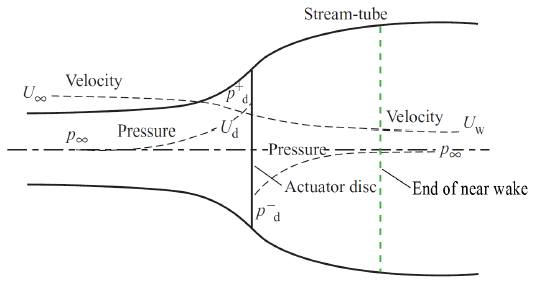 Stream-tube
Velocity
U∞
p⁺d
Velocity
Uw
p∞
Pressure
Ud
Pressure
p∞
Actuator disc
End of near wake
p⁻d